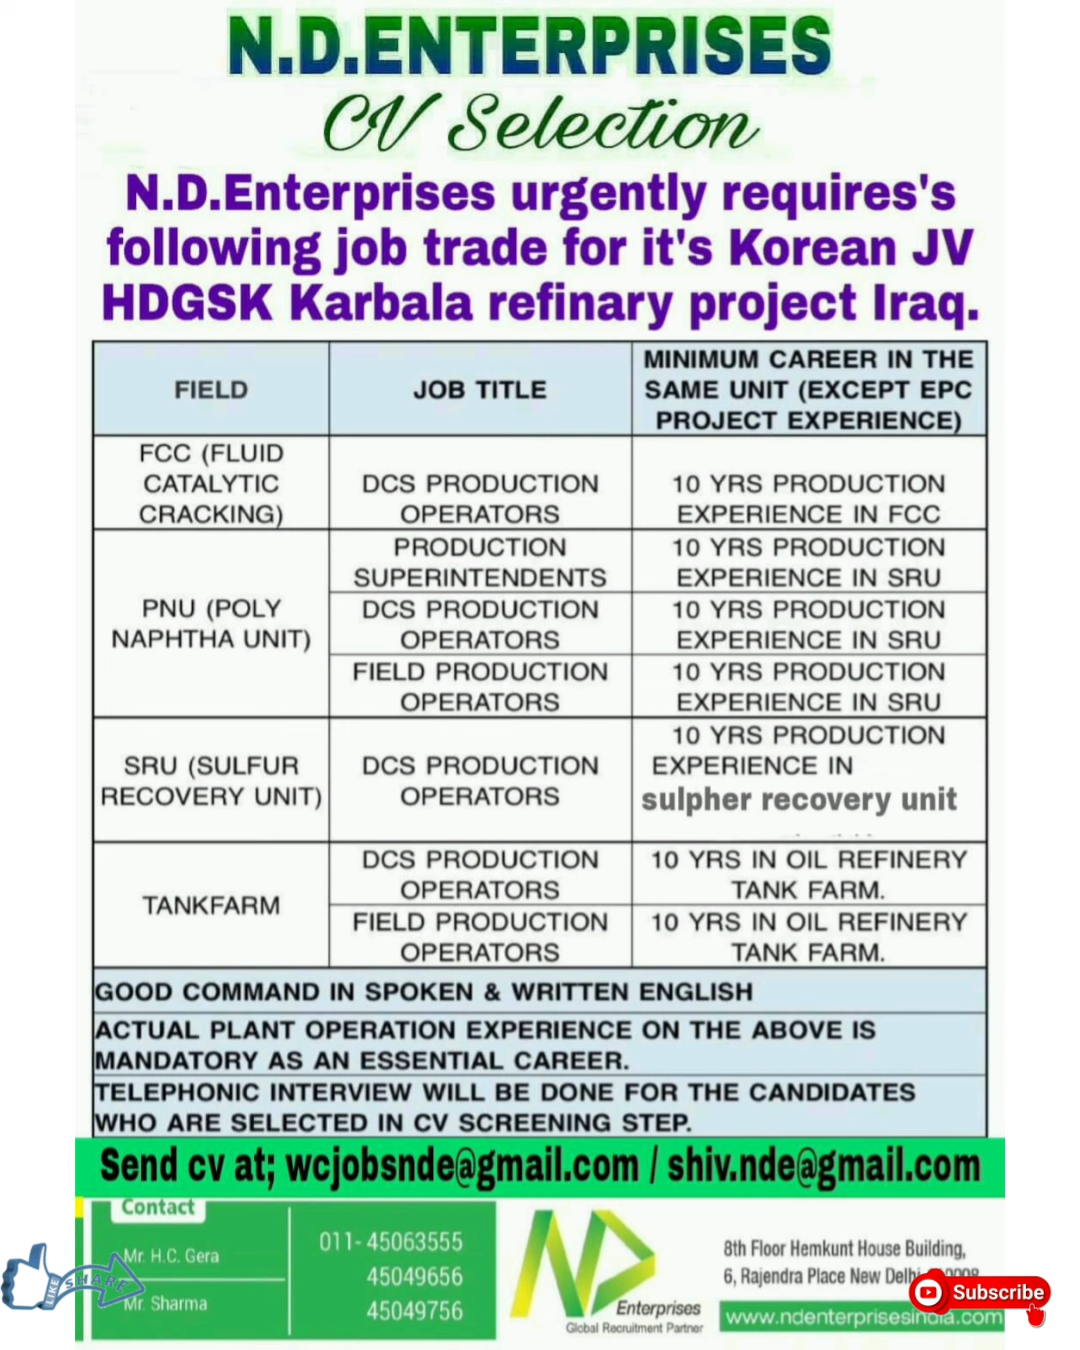 N.D.ENTERPRISES
CV Selection
N.D.Enterprises urgently requires's
following job trade for it's Korean JV
HDGSK Karbala refinary project Iraq.
FIELD
JOB TITLE
MINIMUM CAREER IN THE
SAME UNIT (EXCEPT EPC
PROJECT EXPERIENCE)
FCC (FLUID
CATALYTIC
CRACKING)
DCS PRODUCTION
OPERATORS
10 YRS PRODUCTION
EXPERIENCE IN FCC
PNU (POLY
NAPHTHA UNIT)
PRODUCTION
SUPERINTENDENTS
10 YRS PRODUCTION
EXPERIENCE IN SRU
DCS PRODUCTION
OPERATORS
10 YRS PRODUCTION
EXPERIENCE IN SRU
FIELD PRODUCTION
OPERATORS
10 YRS PRODUCTION
EXPERIENCE IN SRU
SRU (SULFUR
RECOVERY UNIT)
DCS PRODUCTION
OPERATORS
10 YRS PRODUCTION
EXPERIENCE IN
sulpher recovery unit
TANKFARM
DCS PRODUCTION
OPERATORS
10 YRS IN OIL REFINERY
TANK FARM.
FIELD PRODUCTION
OPERATORS
10 YRS IN OIL REFINERY
TANK FARM.
GOOD COMMAND IN SPOKEN & WRITTEN ENGLISH
ACTUAL PLANT OPERATION EXPERIENCE ON THE ABOVE IS
MANDATORY AS AN ESSENTIAL CAREER.
TELEPHONIC INTERVIEW WILL BE DONE FOR THE CANDIDATES
WHO ARE SELECTED IN CV SCREENING STEP.
Send cv at; wcjobsnde@gmail.com / shiv.nde@gmail.com
Contact
Mr. H.C. Gera
Mr. Sharma
LIKE
SHARE
011- 45063555
45049656
45049756
ND
Enterprises
Global Recruitment Partner
8th Floor Hemkunt House Building,
6, Rajendra Place New Delhi
Subscribe
www.ndenterprisesindia.com